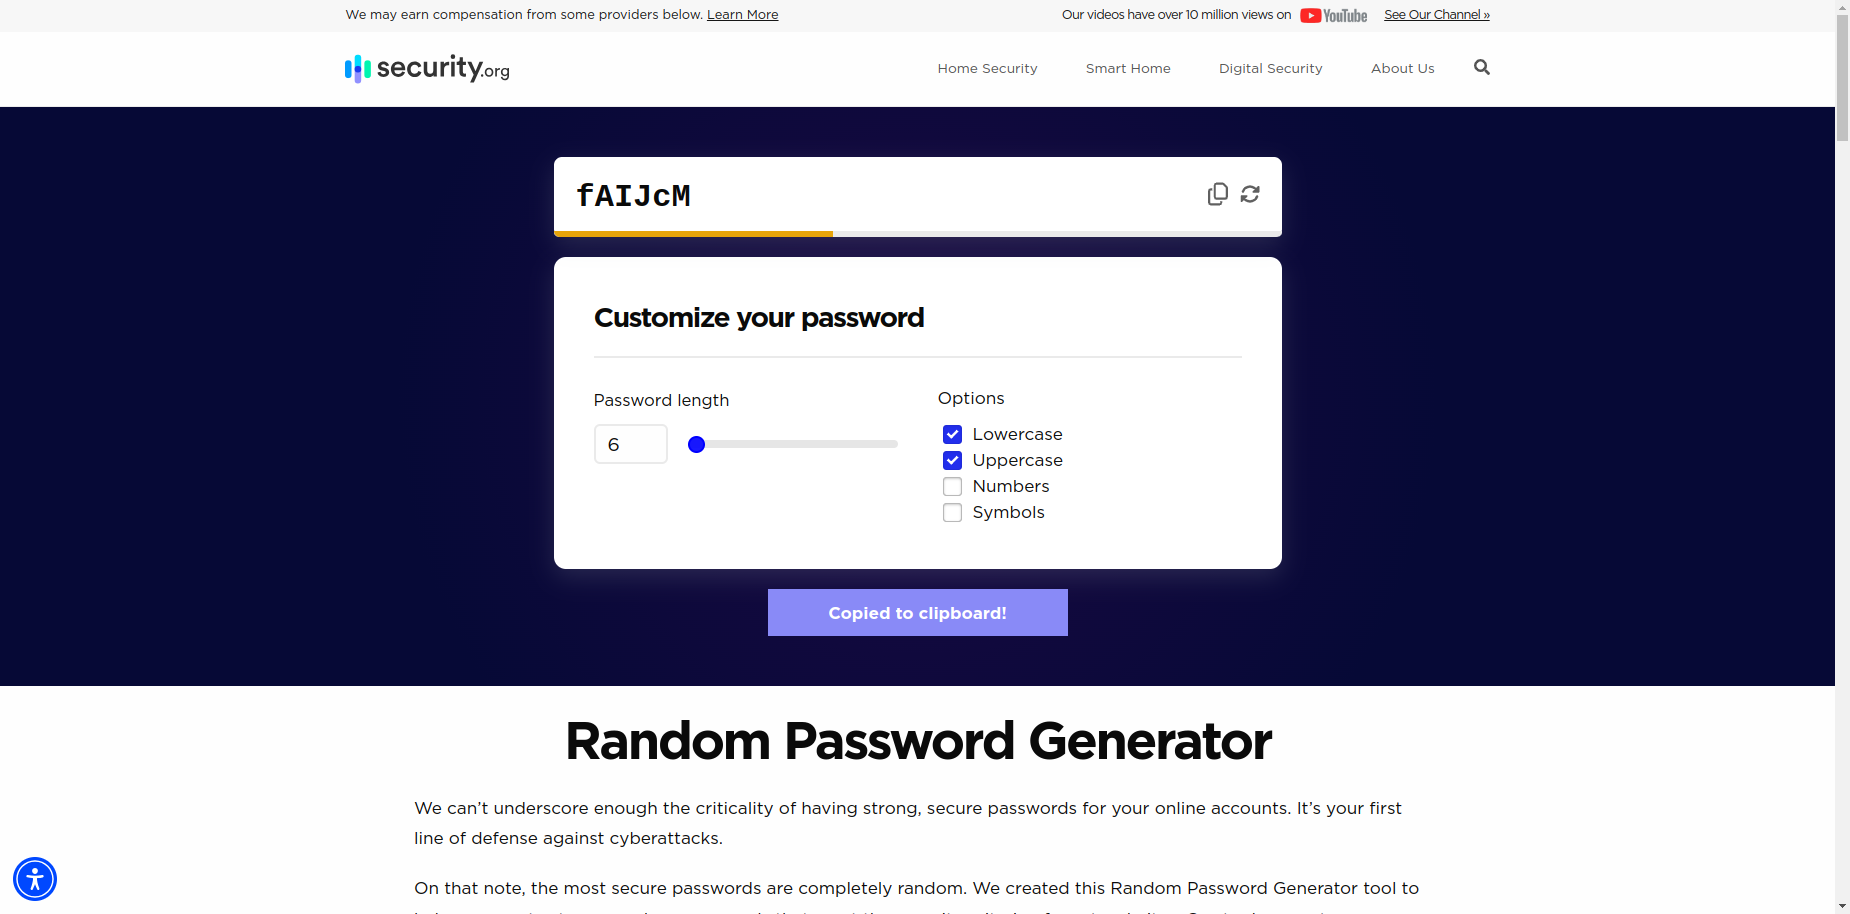 We may earn compensation from some providers below. Learn More
Our videos have over 10 million views on YouTube See Our Channel »
security.org
Home Security Smart Home Digital Security About Us
fAIJcM
Customize your password
Password length
6
Options
Lowercase
Uppercase
Numbers
Symbols
Copied to clipboard!
Random Password Generator
We can’t underscore enough the criticality of having strong, secure passwords for your online accounts. It’s your first
line of defense against cyberattacks.
On that note, the most secure passwords are completely random. We created this Random Password Generator tool to